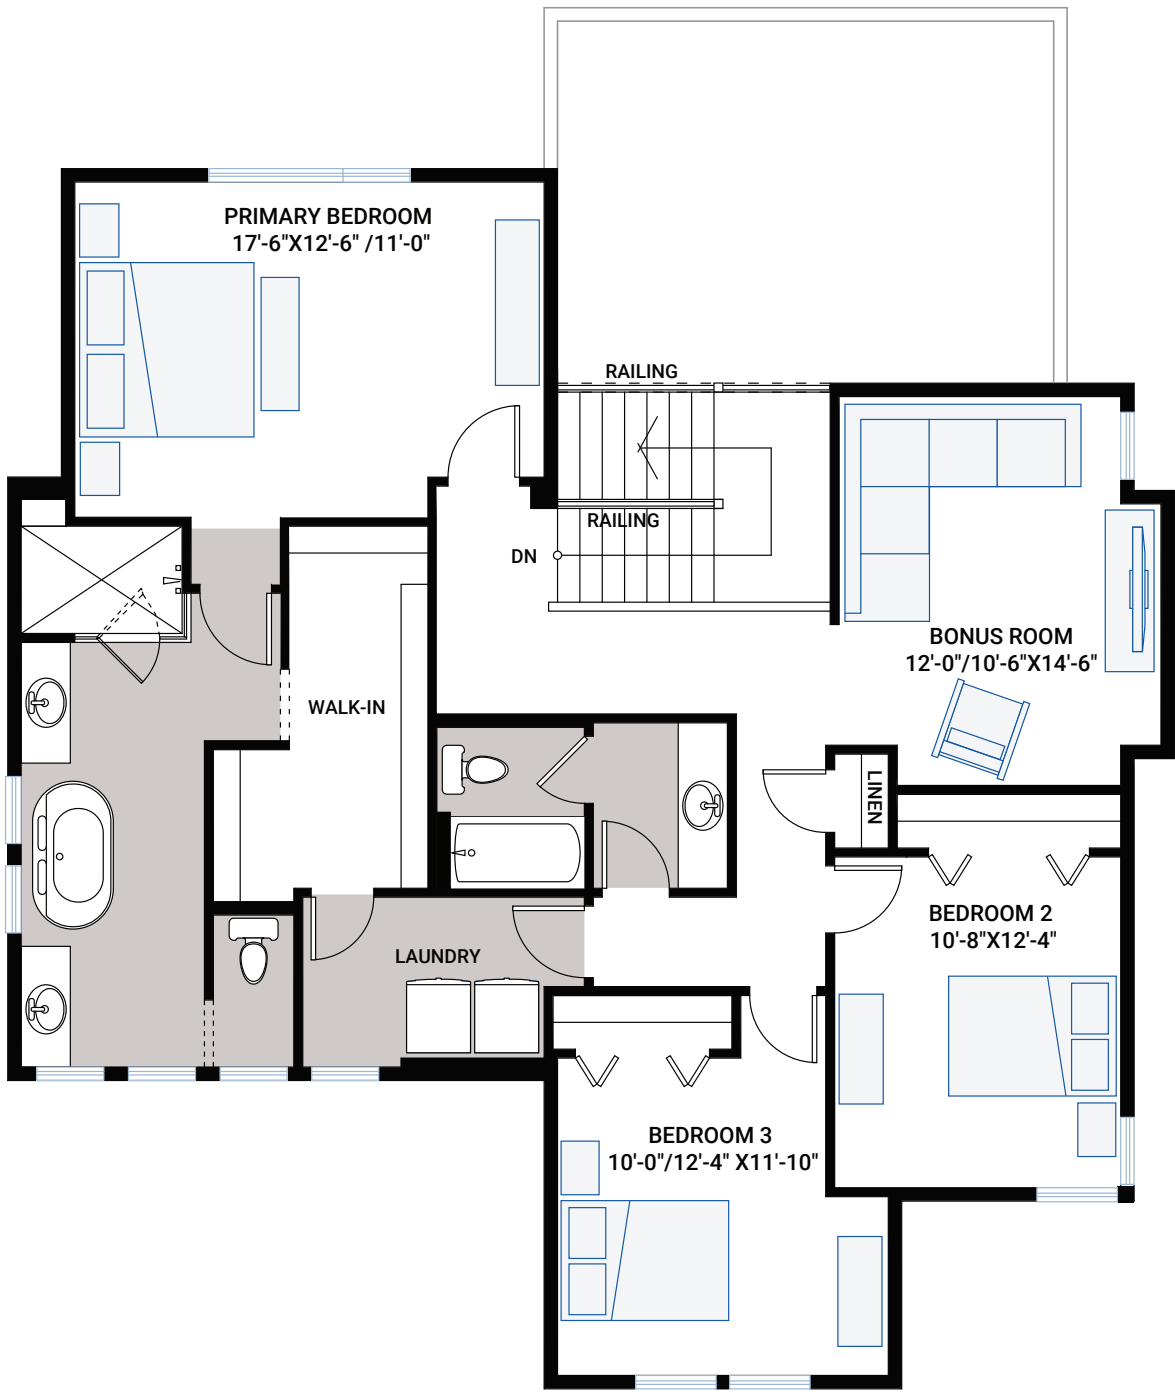 PRIMARY BEDROOM
17'-6"X12'-6" /11'-0"
RAILING
RAILING
DN
BONUS ROOM
12'-0"/10'-6"X14'-6"
WALK-IN
LINEN
BEDROOM 2
10'-8"X12'-4"
LAUNDRY
BEDROOM 3
10'-0"/12'-4" X11'-10"